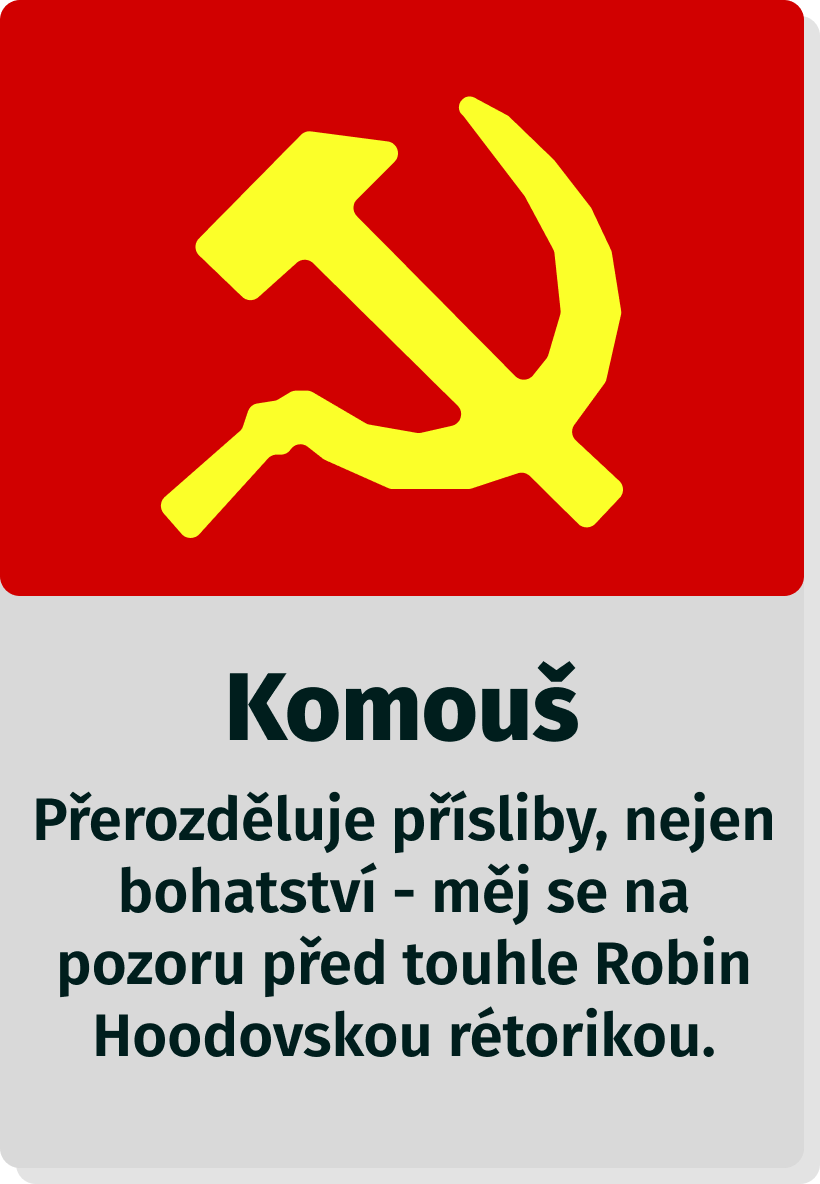 Komouš
Přerozděluje přísliby, nejen
bohatství - měj se na
pozoru před touhle Robin
Hoodovskou rétorikou.